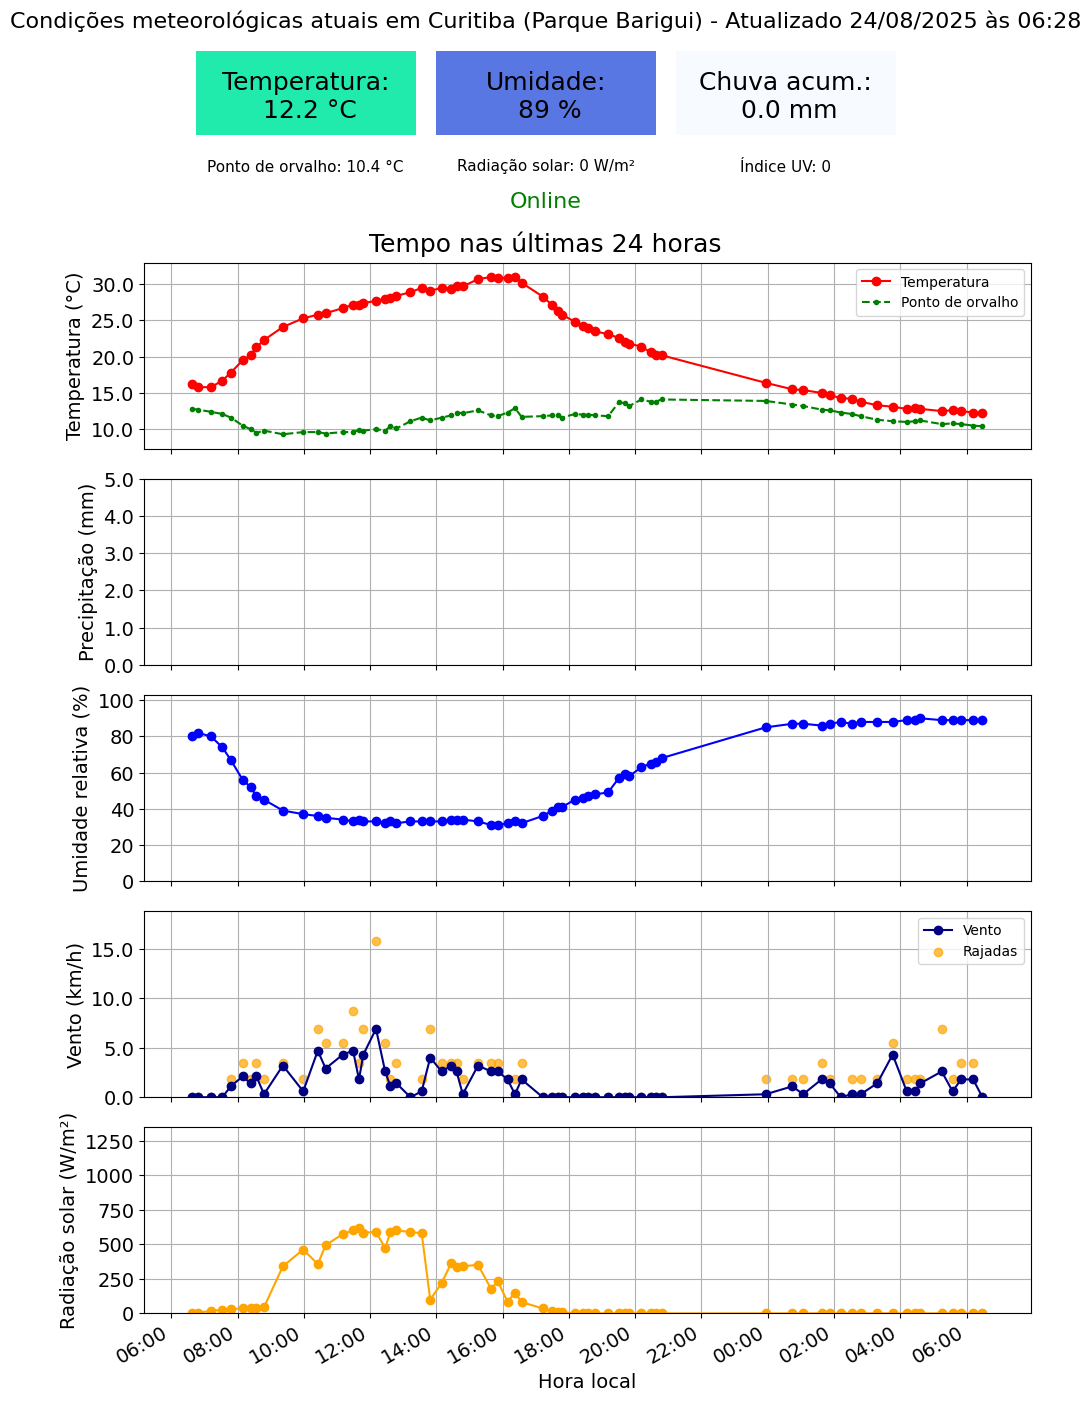 Condições meteorológicas atuais em Curitiba (Parque Barigui) - Atualizado 24/08/2025 às 06:28
Temperatura:
12.2 °C
Umidade:
89 %
Chuva acum.:
0.0 mm
Ponto de orvalho: 10.4 °C
Radiação solar: 0 W/m²
Índice UV: 0
Online
Tempo nas últimas 24 horas
Temperatura (°C)
30.0
25.0
20.0
15.0
10.0
Temperatura
Ponto de orvalho
Precipitação (mm)
5.0
4.0
3.0
2.0
1.0
0.0
Umidade relativa (%)
100
80
60
40
20
0
Vento (km/h)
15.0
10.0
5.0
0.0
Vento
Rajadas
Radiação solar (W/m²)
1250
1000
750
500
250
0
06:00
08:00
10:00
12:00
14:00
16:00
18:00
20:00
22:00
00:00
02:00
04:00
06:00
Hora local